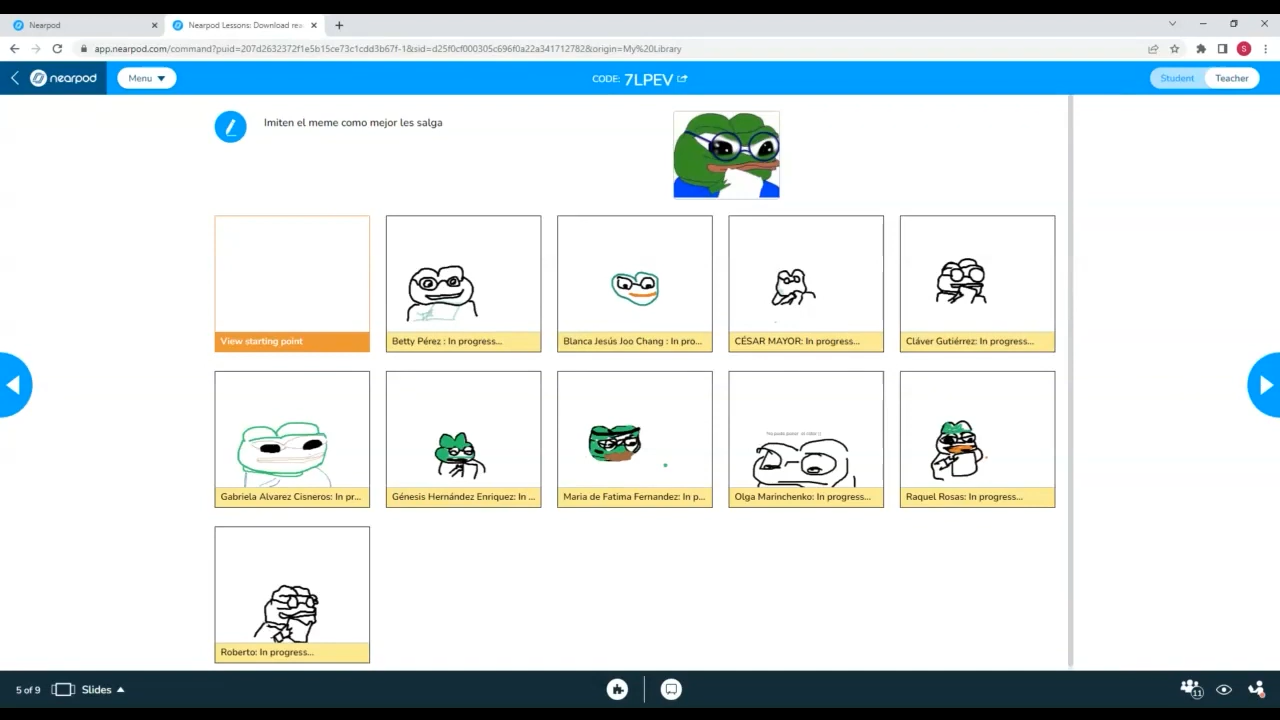 Nearpod
Nearpod Lessons: Download rea
app.nearpod.com/command?puid=207d2632372f1e5b15ce73c1cdd3b67f-1&sid=d25f0cf000305c696f0a22a341712782&origin=My%20Library
S
nearpod
Menu
CODE: 7LPEV
Student
Teacher
Imiten el meme como mejor les salga
View starting point
Betty Pérez : In progress...
Blanca Jesús Joo Chang : In pro...
CÉSAR MAYOR: In progress...
Cláver Gutiérrez: In progress...
Gabriela Alvarez Cisneros: In pr...
Génesis Hernández Enriquez: In ...
Maria de Fatima Fernandez: In p...
Olga Marinchenko: In progress...
Raquel Rosas: In progress...
Roberto: In progress...
5 of 9
Slides
11